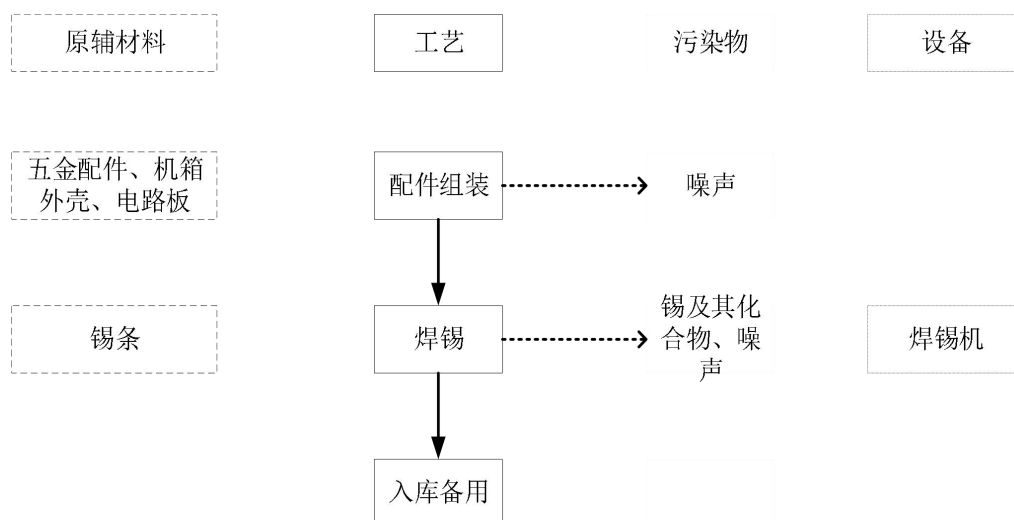 原辅材料
工艺
污染物
设备
五金配件、机箱
外壳、电路板
配件组装
噪声
锡条
焊锡
锡及其化
合物、噪
声
焊锡机
入库备用